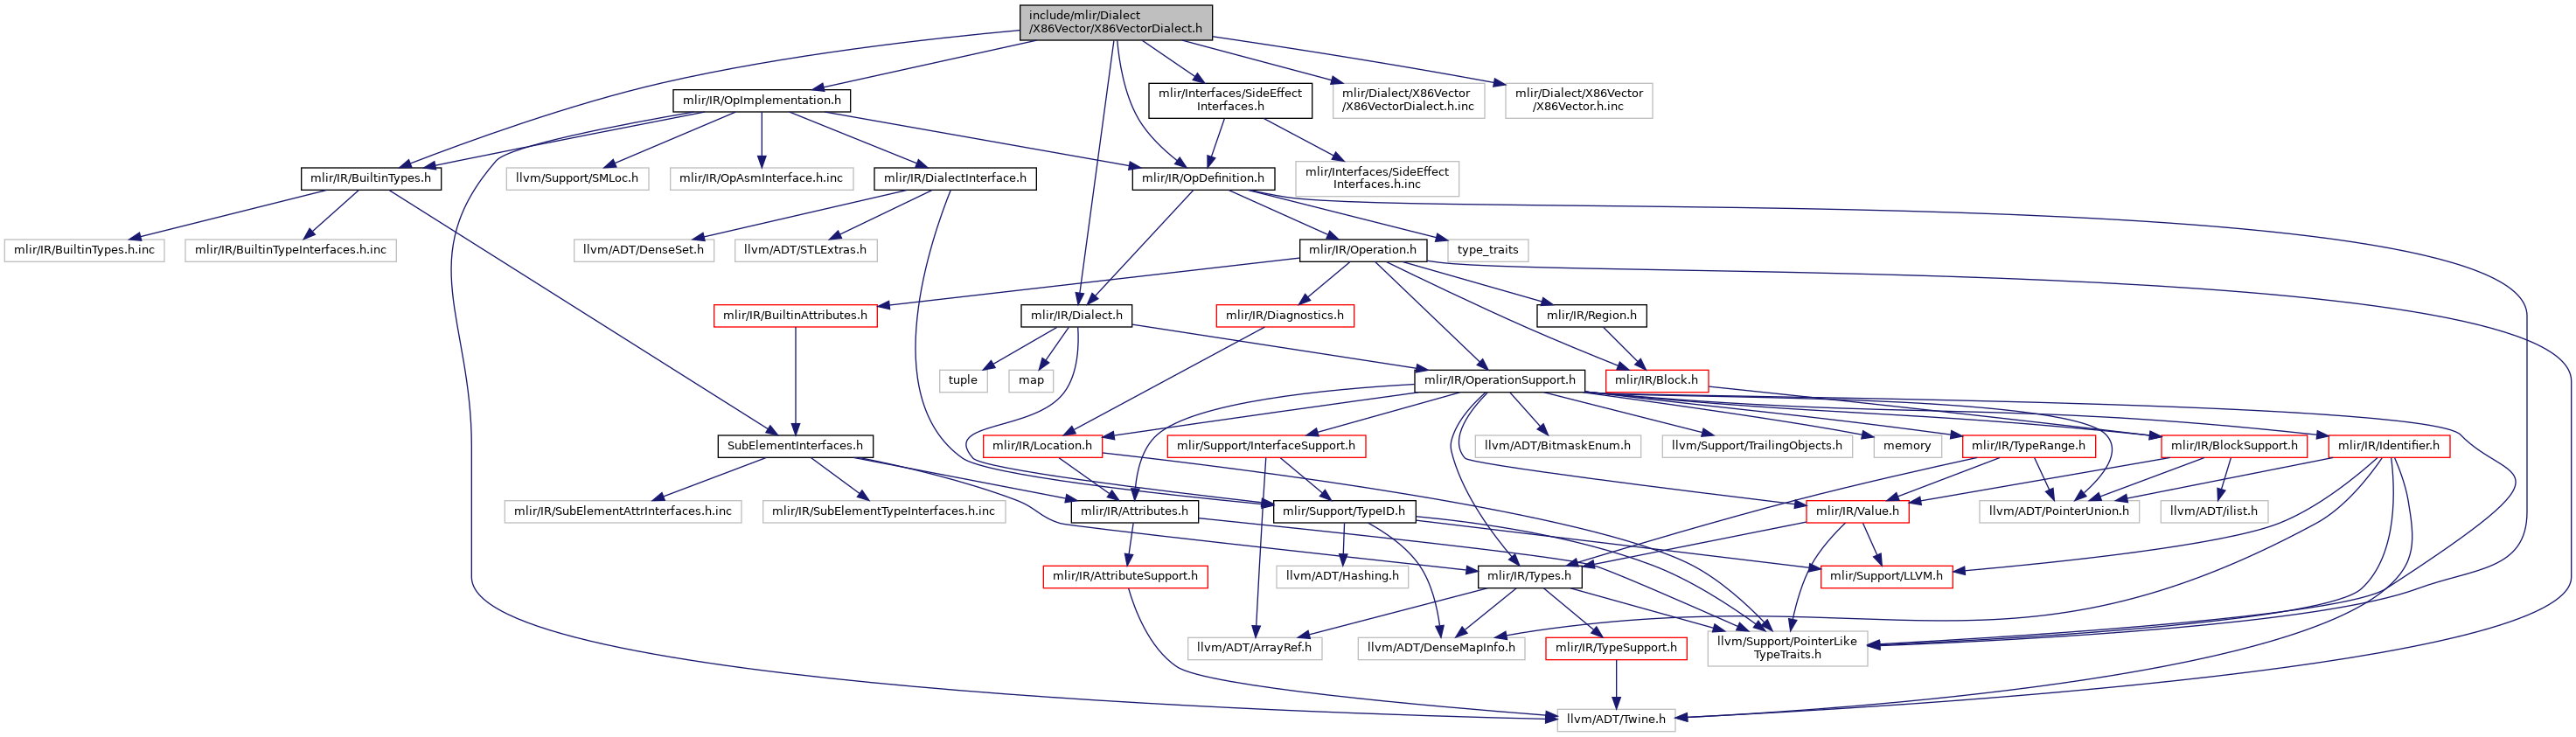 include/mlir/Dialect
/X86Vector/X86VectorDialect.h
mlir/IR/OpImplementation.h
mlir/Interfaces/SideEffect
Interfaces.h
mlir/Dialect/X86Vector
/X86VectorDialect.h.inc
mlir/Dialect/X86Vector
/X86Vector.h.inc
mlir/IR/BuiltinTypes.h
llvm/Support/SMLoc.h
mlir/IR/OpAsmInterface.h.inc
mlir/IR/DialectInterface.h
mlir/IR/OpDefinition.h
mlir/Interfaces/SideEffect
Interfaces.h.inc
mlir/IR/BuiltinTypes.h.inc
mlir/IR/BuiltinTypeInterfaces.h.inc
llvm/ADT/DenseSet.h
llvm/ADT/STLExtras.h
mlir/IR/Operation.h
type_traits
mlir/IR/BuiltinAttributes.h
mlir/IR/Dialect.h
mlir/IR/Diagnostics.h
mlir/IR/Region.h
tuple
map
mlir/IR/OperationSupport.h
mlir/IR/Block.h
SubElementInterfaces.h
mlir/IR/Location.h
mlir/Support/InterfaceSupport.h
llvm/ADT/BitmaskEnum.h
llvm/Support/TrailingObjects.h
memory
mlir/IR/TypeRange.h
mlir/IR/BlockSupport.h
mlir/IR/Identifier.h
mlir/IR/SubElementAttrInterfaces.h.inc
mlir/IR/SubElementTypeInterfaces.h.inc
mlir/IR/Attributes.h
mlir/Support/TypeID.h
mlir/IR/Value.h
llvm/ADT/PointerUnion.h
llvm/ADT/ilist.h
mlir/IR/AttributeSupport.h
llvm/ADT/Hashing.h
mlir/IR/Types.h
mlir/Support/LLVM.h
llvm/ADT/ArrayRef.h
llvm/ADT/DenseMapInfo.h
mlir/IR/TypeSupport.h
llvm/Support/PointerLike
TypeTraits.h
llvm/ADT/Twine.h